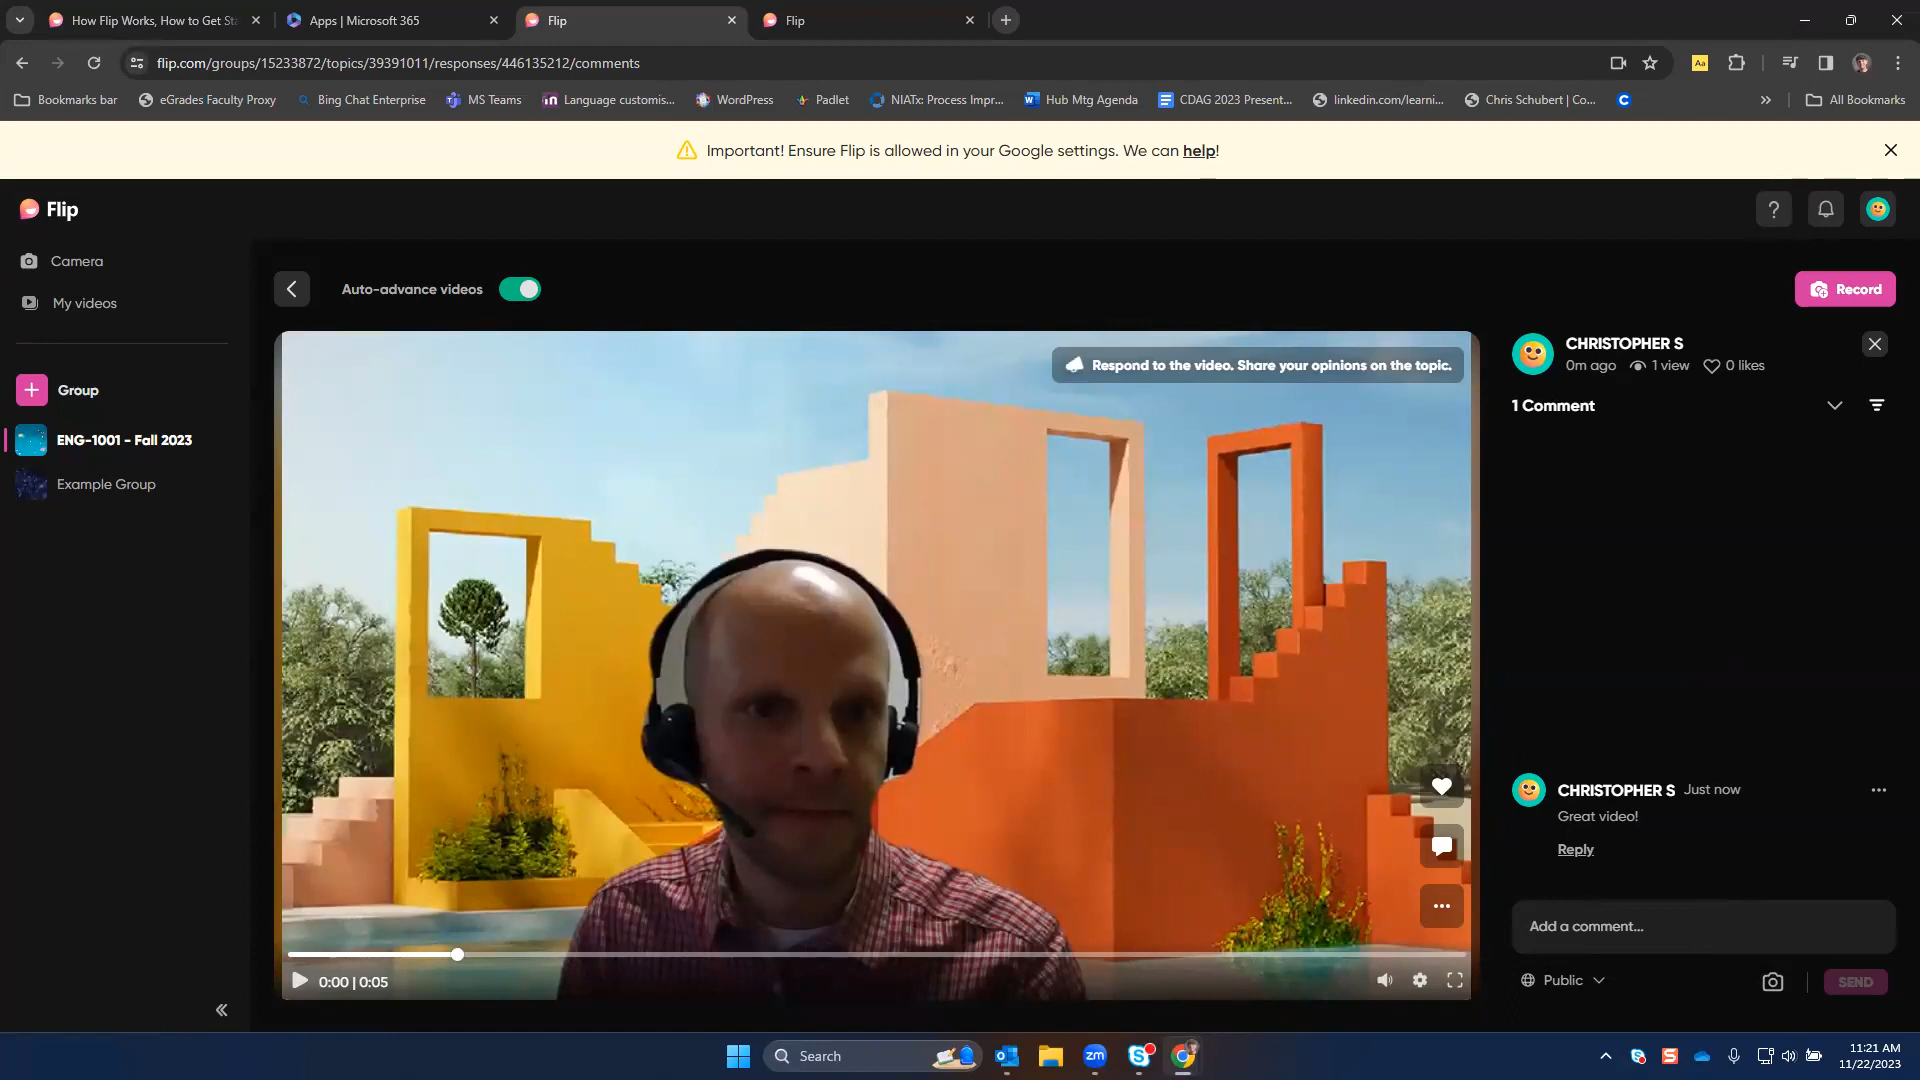 How Flip Works, How to Get Sta
Apps | Microsoft 365
Flip
Flip
flip.com/groups/15233872/topics/39391011/responses/446135212/comments
Aa
Bookmarks bar
eGrades Faculty Proxy
Bing Chat Enterprise
MS Teams
Language customis...
WordPress
Padlet
NIATx: Process Impr...
Hub Mtg Agenda
CDAG 2023 Present...
linkedin.com/learni...
Chris Schubert | Co...
All Bookmarks
Important! Ensure Flip is allowed in your Google settings. We can help!
Flip
Camera
My videos
Group
ENG-1001 - Fall 2023
Example Group
Auto-advance videos
Record
Respond to the video. Share your opinions on the topic.
CHRISTOPHER S
0m ago 1 view 0 likes
1 Comment
CHRISTOPHER S Just now
Great video!
Reply
Add a comment...
Public
SEND
0:00 | 0:05
Search
zm
11:21 AM
11/22/2023